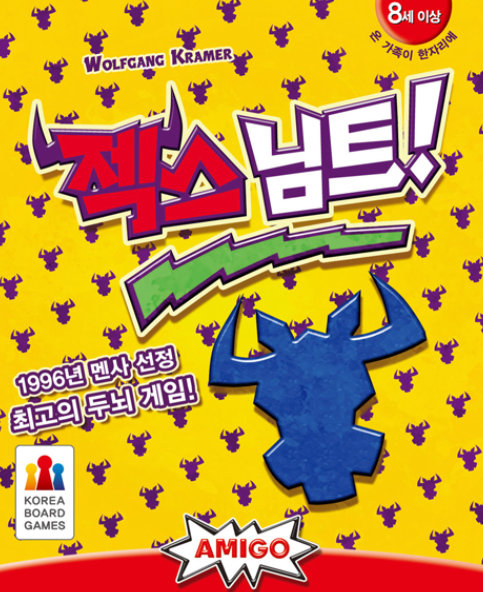 8세 이상
온 가족이 한자리에
WOLFGANG KRAMER
젝스 님트!
1996년 멘사 선정
최고의 두뇌 게임!
KOREA
BOARD
GAMES
AMIGO